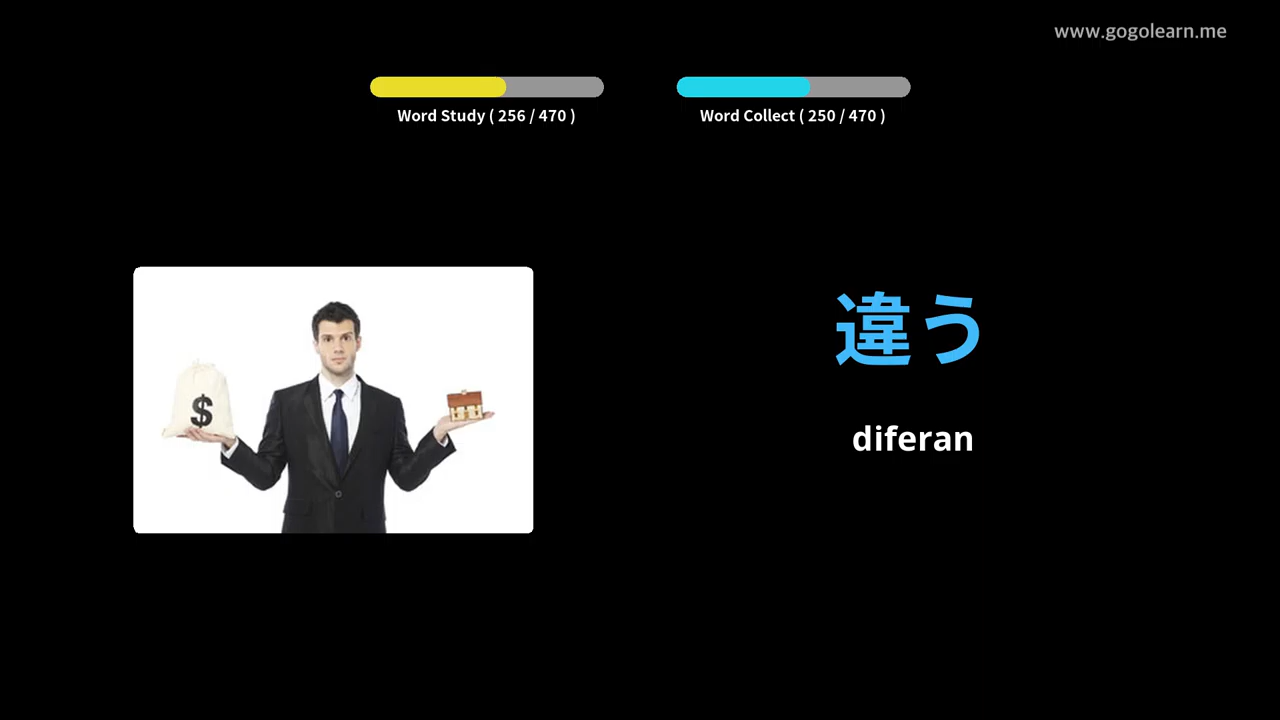 www.gogolearn.me
Word Study ( 256 / 470 )
Word Collect ( 250 / 470 )
違う
diferan
$